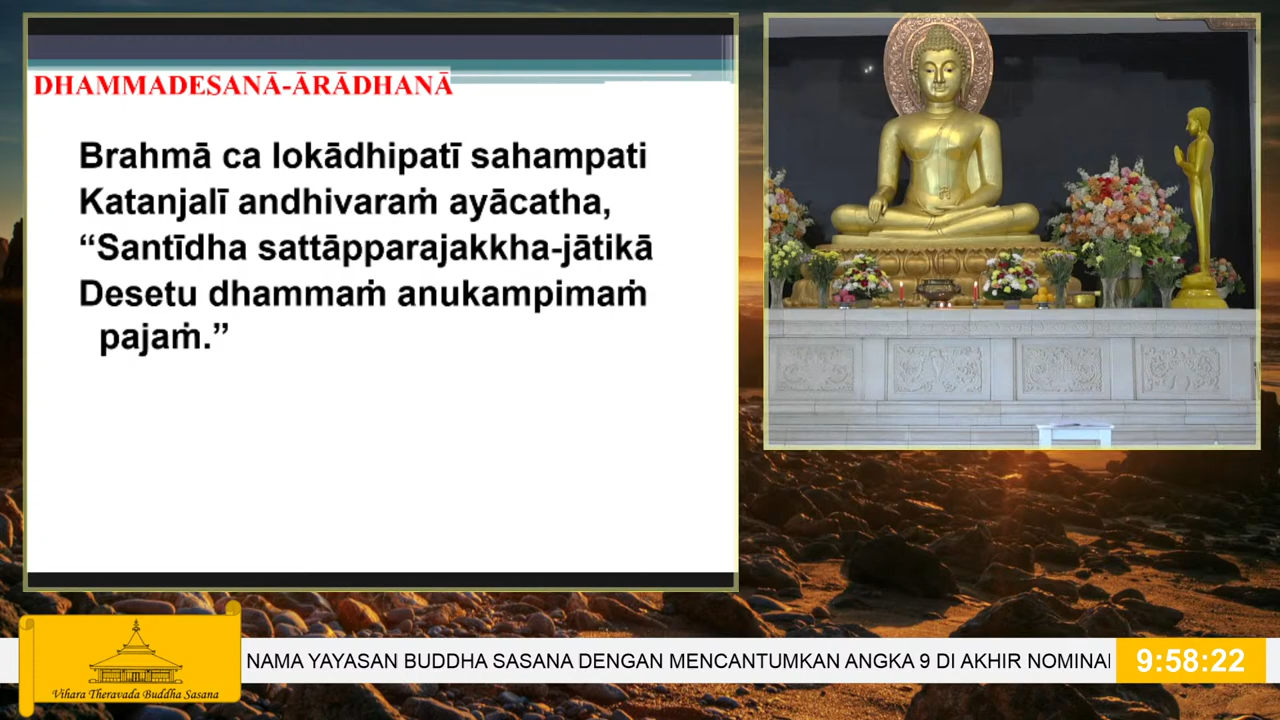 DHAMMADESANĀ-ĀRĀDHANĀ
Brahmā ca lokādhipatī sahampati
Katanjalī andhivaraṁ ayācatha,
“Santīdha sattāpparajakkha-jātikā
Desetu dhammaṁ anukampimaṁ
pajaṁ.”
Vihara Theravada Buddha Sasana
NAMA YAYASAN BUDDHA SASANA DENGAN MENCANTUMKAN ANGKA 9 DI AKHIR NOMINAL
9:58:22